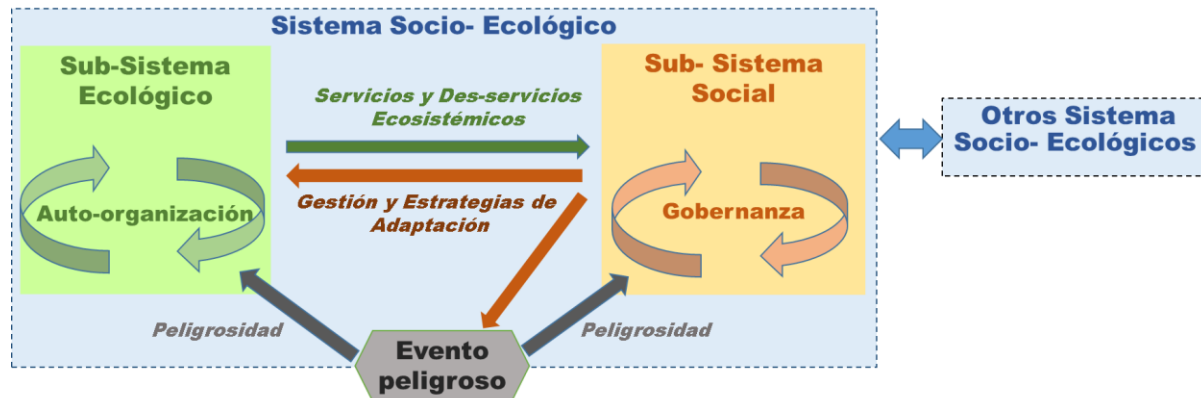 Sistema Socio- Ecológico
Sub-Sistema
Ecológico
Auto-organización
Servicios y Des-servicios
Ecosistémicos
Gestión y Estrategias de
Adaptación
Sub- Sistema
Social
Gobernanza
Otros Sistema
Socio- Ecológicos
Peligrosidad
Peligrosidad
Evento
peligroso